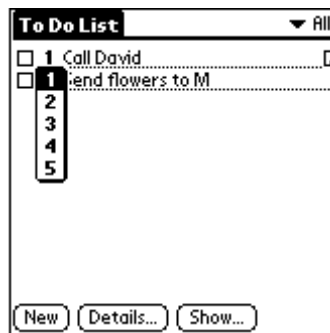 To Do List All
1 Call David
1 Send flowers to M
2
3
4
5
New Details... Show...